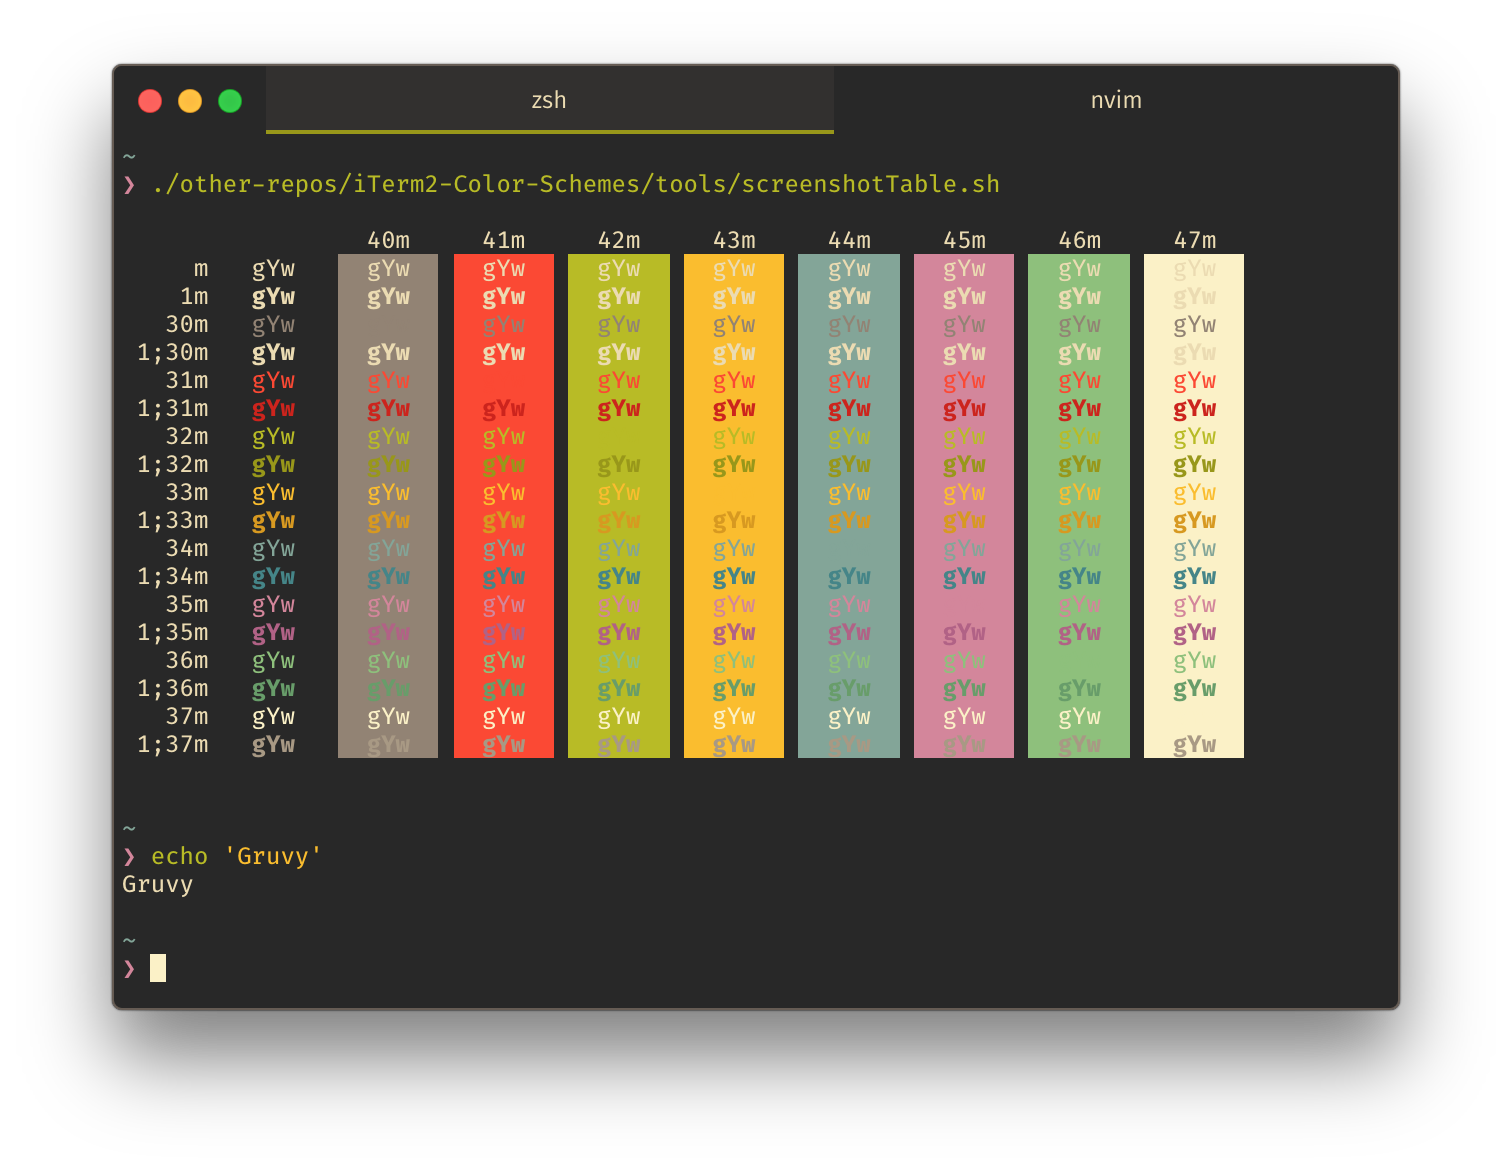 zsh nvim
~
❯ ./other-repos/iTerm2-Color-Schemes/tools/screenshotTable.sh
40m 41m 42m 43m 44m 45m 46m 47m
m gYw gYw gYw gYw gYw gYw gYw gYw gYw
1m gYw gYw gYw gYw gYw gYw gYw gYw gYw
30m gYw gYw gYw gYw gYw gYw gYw gYw
1;30m gYw gYw gYw gYw gYw gYw gYw gYw gYw
31m gYw gYw gYw gYw gYw gYw gYw gYw
1;31m gYw gYw gYw gYw gYw gYw gYw gYw gYw
32m gYw gYw gYw gYw gYw gYw gYw gYw
1;32m gYw gYw gYw gYw gYw gYw gYw gYw gYw
33m gYw gYw gYw gYw gYw gYw gYw gYw
1;33m gYw gYw gYw gYw gYw gYw gYw gYw gYw
34m gYw gYw gYw gYw gYw gYw gYw gYw
1;34m gYw gYw gYw gYw gYw gYw gYw gYw gYw
35m gYw gYw gYw gYw gYw gYw gYw gYw
1;35m gYw gYw gYw gYw gYw gYw gYw gYw gYw
36m gYw gYw gYw gYw gYw gYw gYw gYw
1;36m gYw gYw gYw gYw gYw gYw gYw gYw gYw
37m gYw gYw gYw gYw gYw gYw gYw gYw
1;37m gYw gYw gYw gYw gYw gYw gYw gYw gYw
~
❯ echo 'Gruvy'
Gruvy
~
❯